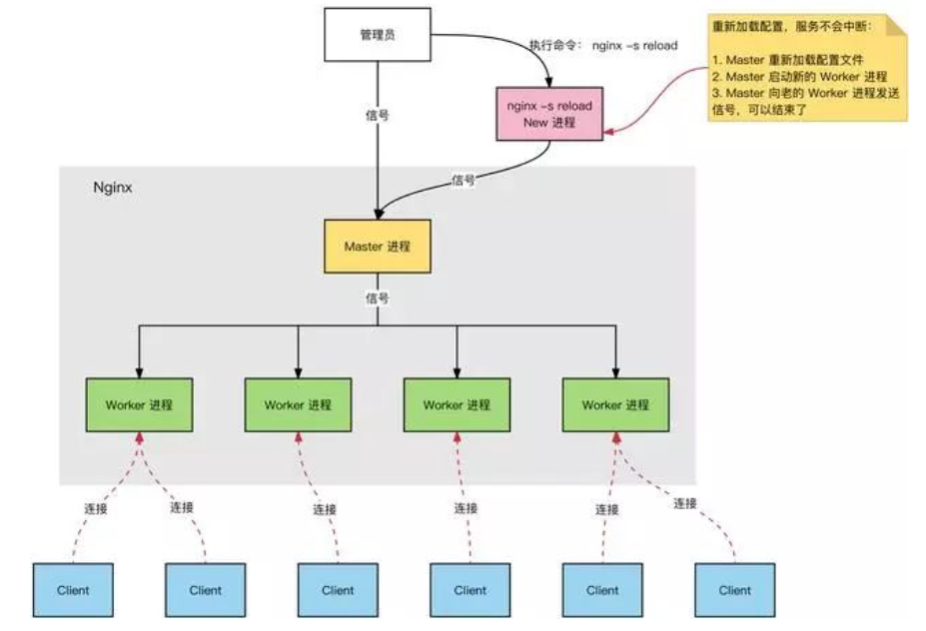 管理员
执行命令： nginx -s reload
重新加载配置，服务不会中断：
1. Master 重新加载配置文件
2. Master 启动新的 Worker 进程
3. Master 向老的 Worker 进程发送
信号，可以结束了
nginx -s reload
New 进程
信号
信号
Nginx
Master 进程
信号
Worker 进程
Worker 进程
Worker 进程
Worker 进程
连接
连接
连接
连接
连接
连接
Client
Client
Client
Client
Client
Client